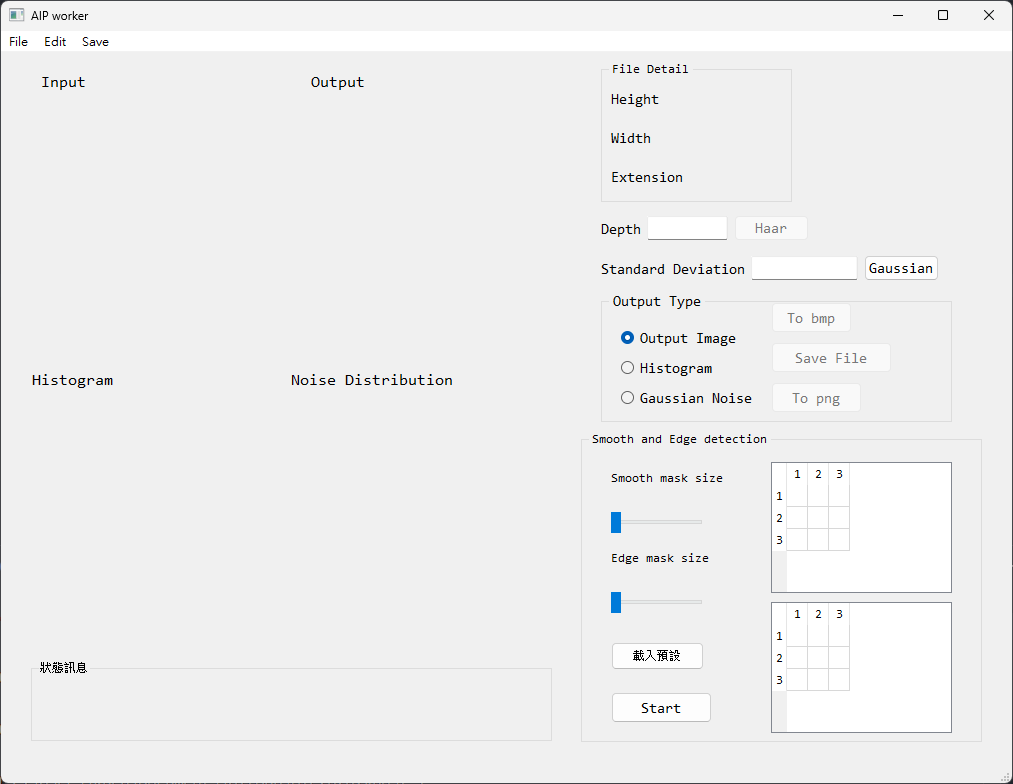 AIP worker
File Edit Save
Input
Output
File Detail
Height
Width
Extension
Depth
Haar
Standard Deviation
Gaussian
Output Type
Output Image
Histogram
Gaussian Noise
To bmp
Save File
To png
Histogram
Noise Distribution
Smooth and Edge detection
Smooth mask size
Edge mask size
載入預設
Start
1 2 3
1
2
3
1 2 3
1
2
3
狀態訊息